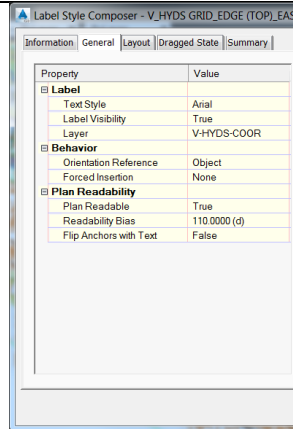 Label Style Composer - V_HYDS GRID_EDGE (TOP)_EAS
Information General Layout Dragged State Summary
Property Value
Label
Text Style Arial
Label Visibility True
Layer V-HYDS-COOR
Behavior
Orientation Reference Object
Forced Insertion None
Plan Readability
Plan Readable True
Readability Bias 110.0000 (d)
Flip Anchors with Text False